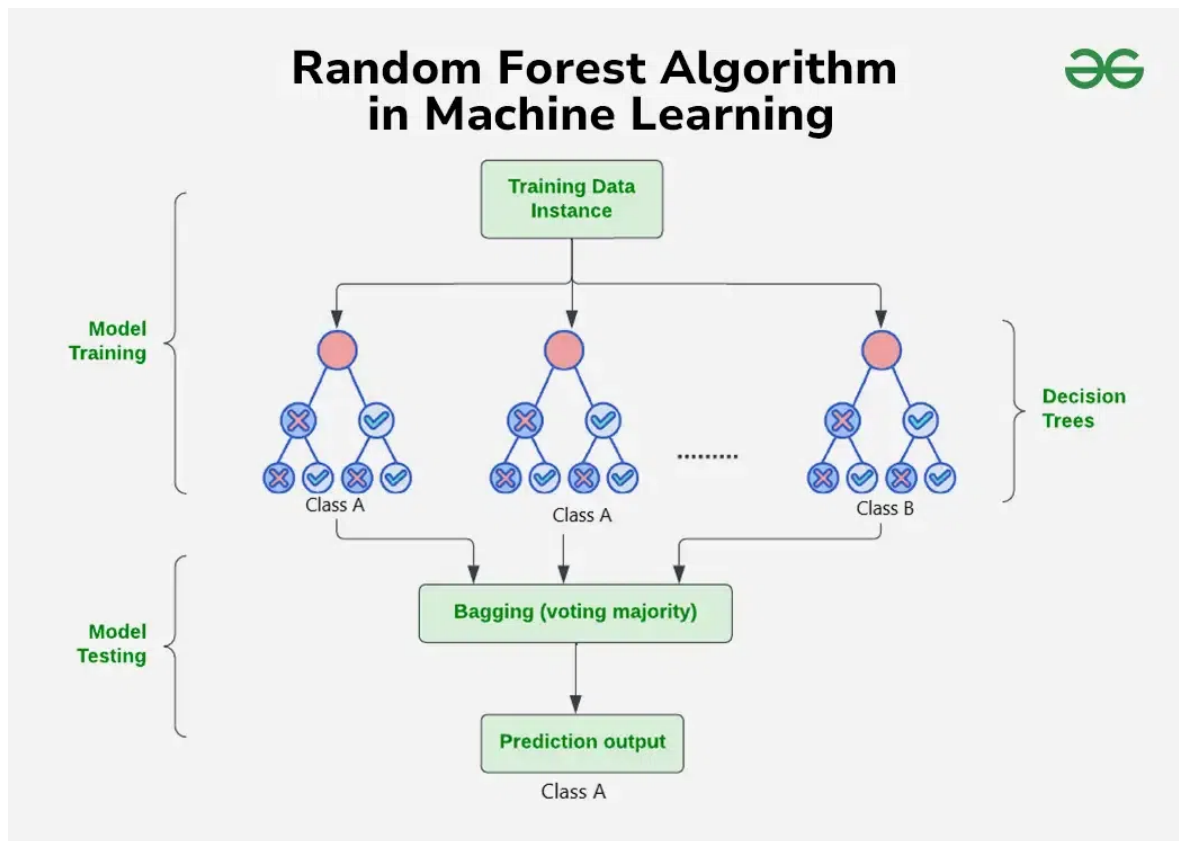 Random Forest Algorithm
in Machine Learning
Training Data
Instance
Model
Training
Decision
Trees
Class A
Class A
.........
Class B
Bagging (voting majority)
Model
Testing
Prediction output
Class A